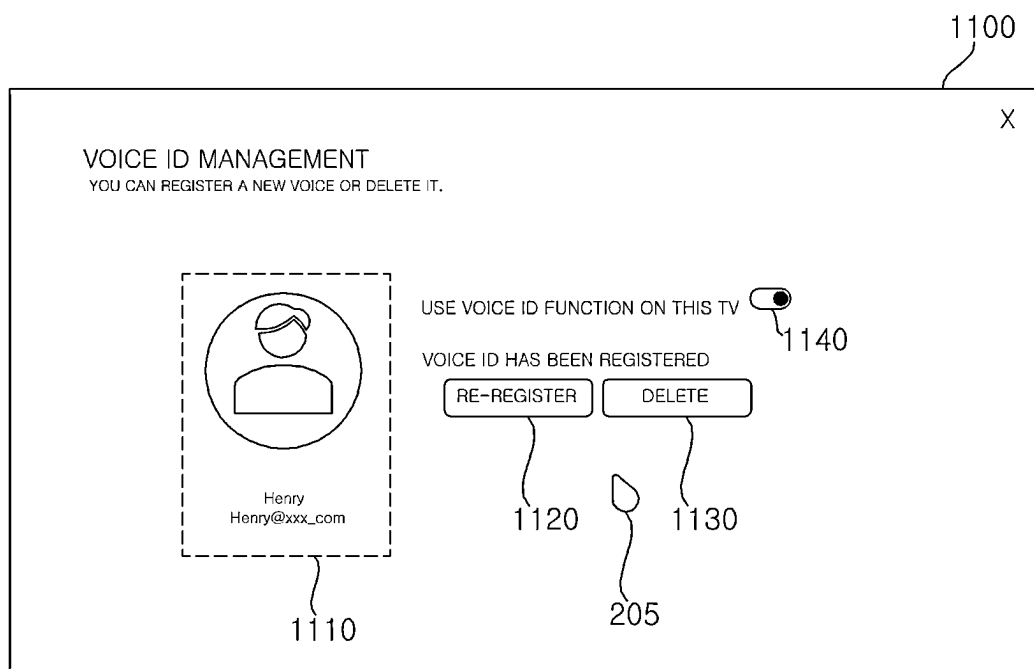 1100
X
VOICE ID MANAGEMENT
YOU CAN REGISTER A NEW VOICE OR DELETE IT.
USE VOICE ID FUNCTION ON THIS TV
1140
VOICE ID HAS BEEN REGISTERED
RE-REGISTER
DELETE
Henry
Henry@xxx_com
1120
1130
1110
205